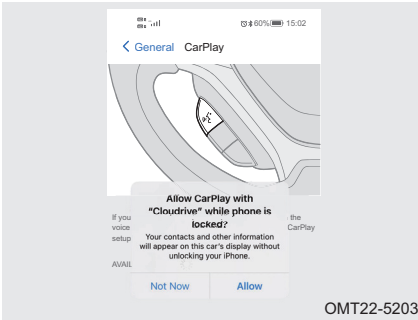 60% 15:02
General CarPlay
Allow CarPlay with
“Cloudrive” while phone is
locked?
If you the
Your contacts and other information
voice CarPlay
will appear on this car's display without
setup
unlocking your iPhone.
AVAIL
Not Now Allow
OMT22-5203